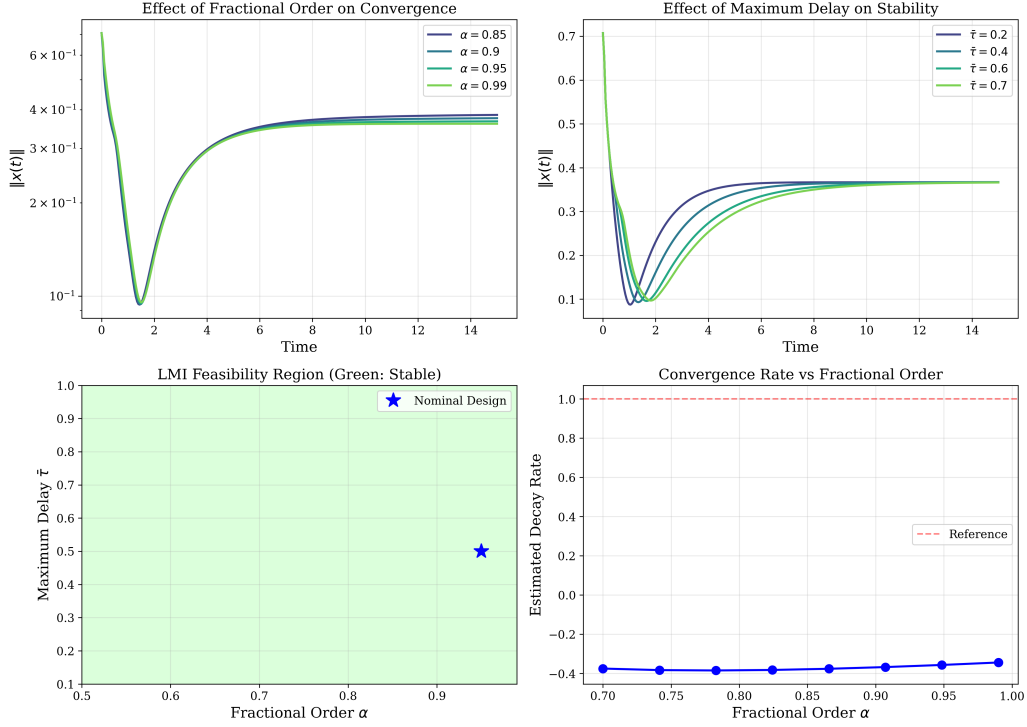 Effect of Fractional Order on Convergence
6 × 10⁻¹
4 × 10⁻¹
3 × 10⁻¹
2 × 10⁻¹
10⁻¹
‖x(t)‖
α = 0.85
α = 0.9
α = 0.95
α = 0.99
0 2 4 6 8 10 12 14
Time
Effect of Maximum Delay on Stability
0.7
0.6
0.5
0.4
0.3
0.2
0.1
‖x(t)‖
τ̄ = 0.2
τ̄ = 0.4
τ̄ = 0.6
τ̄ = 0.7
0 2 4 6 8 10 12 14
Time
LMI Feasibility Region (Green: Stable)
1.0
0.9
0.8
0.7
0.6
0.5
0.4
0.3
0.2
0.1
Maximum Delay τ̄
Nominal Design
0.5 0.6 0.7 0.8 0.9
Fractional Order α
Convergence Rate vs Fractional Order
1.0
0.8
0.6
0.4
0.2
0.0
−0.2
−0.4
Estimated Decay Rate
Reference
0.70 0.75 0.80 0.85 0.90 0.95 1.00
Fractional Order α